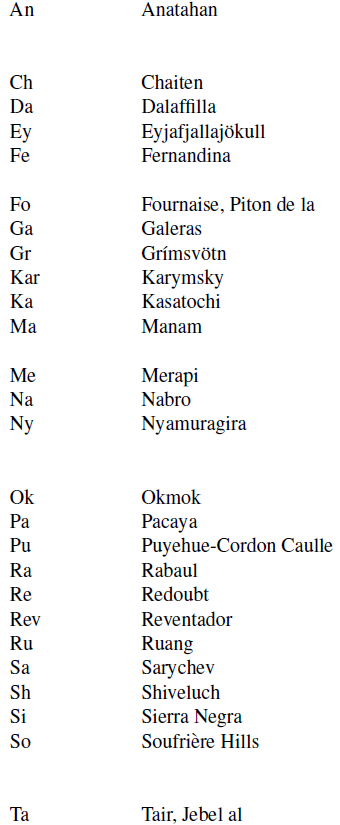 An Anatahan
Ch Chaiten
Da Dalaffilla
Ey Eyjafjallajökull
Fe Fernandina
Fo Fournaise, Piton de la
Ga Galeras
Gr Grímsvötn
Kar Karymsky
Ka Kasatochi
Ma Manam
Me Merapi
Na Nabro
Ny Nyamuragira
Ok Okmok
Pa Pacaya
Pu Puyehue-Cordon Caulle
Ra Rabaul
Re Redoubt
Rev Reventador
Ru Ruang
Sa Sarychev
Sh Shiveluch
Si Sierra Negra
So Soufrière Hills
Ta Tair, Jebel al